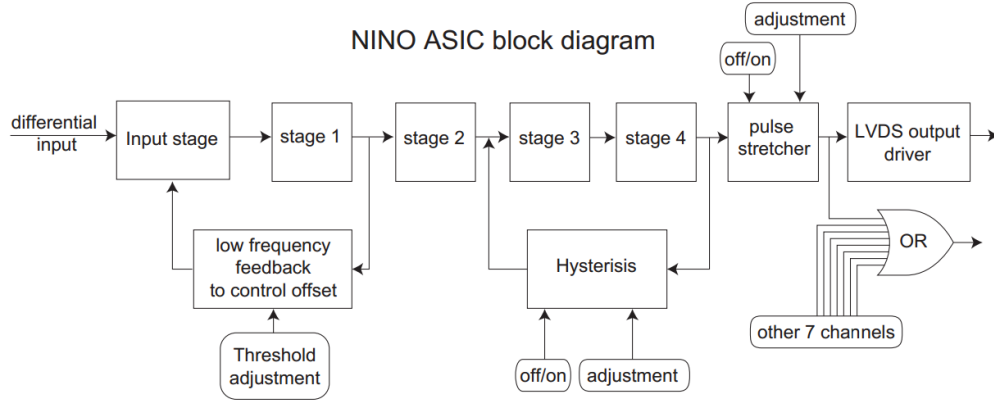 NINO ASIC block diagram
adjustment
off/on
differential
input
Input stage
stage 1
stage 2
stage 3
stage 4
pulse
stretcher
LVDS output
driver
low frequency
feedback
to control offset
Hysterisis
OR
Threshold
adjustment
off/on
adjustment
other 7 channels